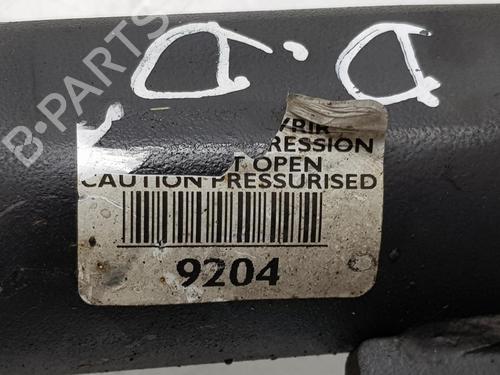 D.D D
B-PARTS
RESSION
OPEN
CAUTION PRESSURISED
9204